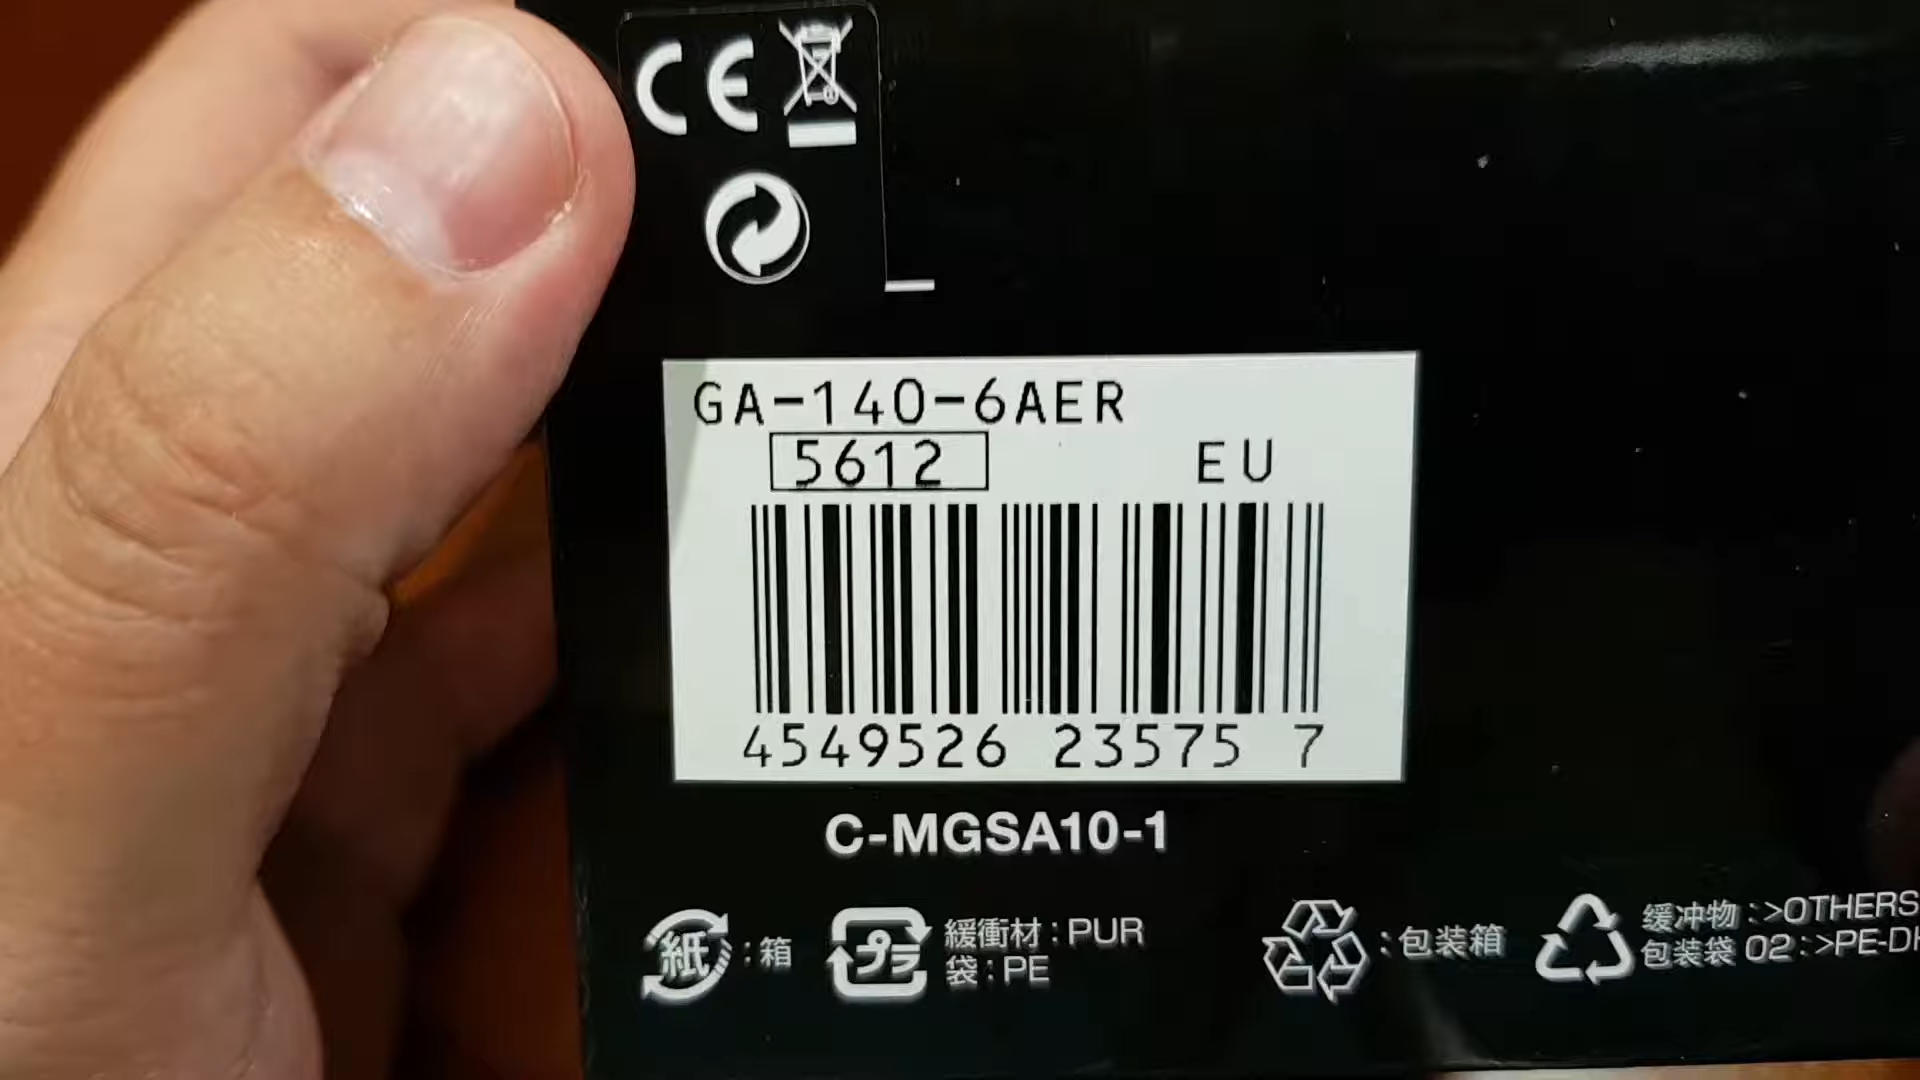 CE
GA-140-6AER
5612 EU
4549526 23575 7
C-MGSA10-1
紙:箱
プラ 緩衝材:PUR
袋:PE
:包装箱
缓冲物:>OTHERS
包装袋 02:>PE-